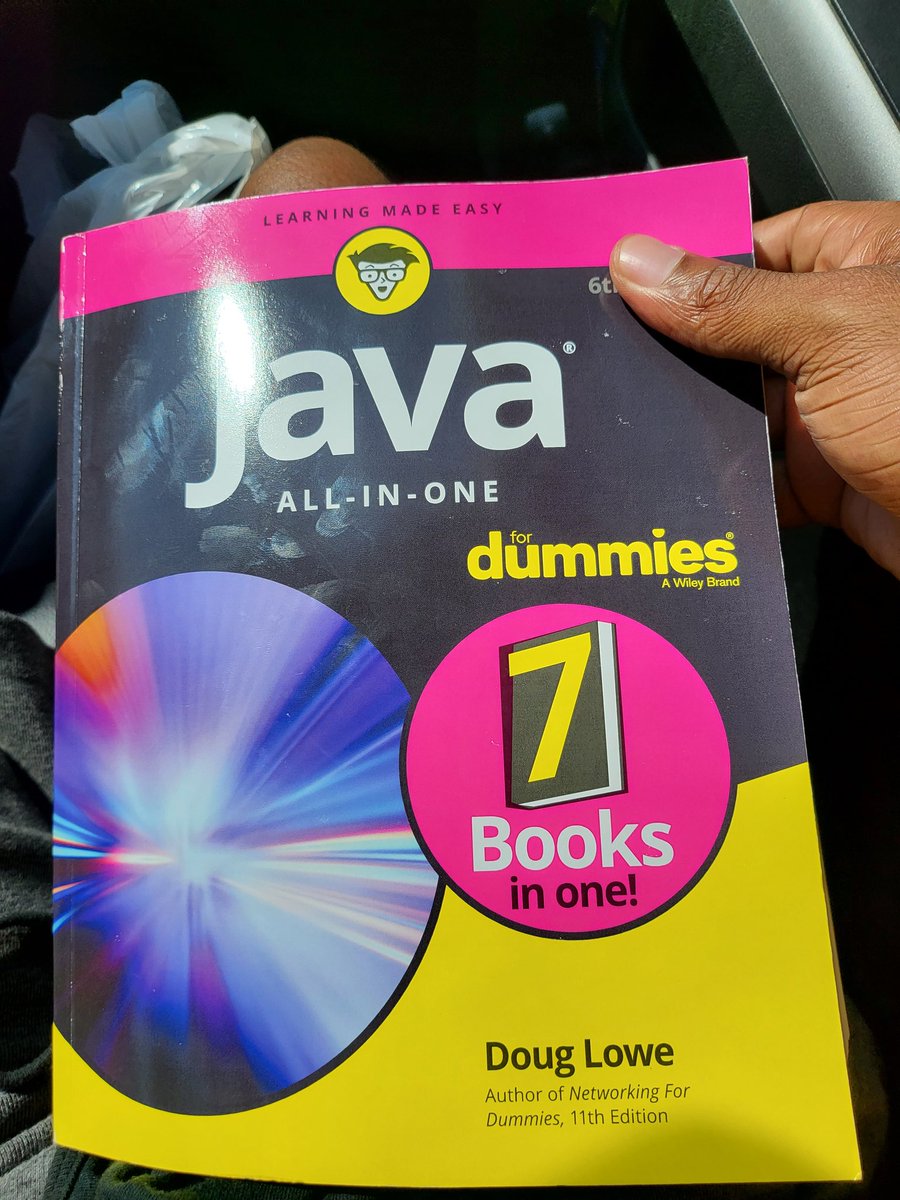 LEARNING MADE EASY
6t
Java®
ALL-IN-ONE
for
dummies®
A Wiley Brand
7
Books
in one!
Doug Lowe
Author of Networking For
Dummies, 11th Edition